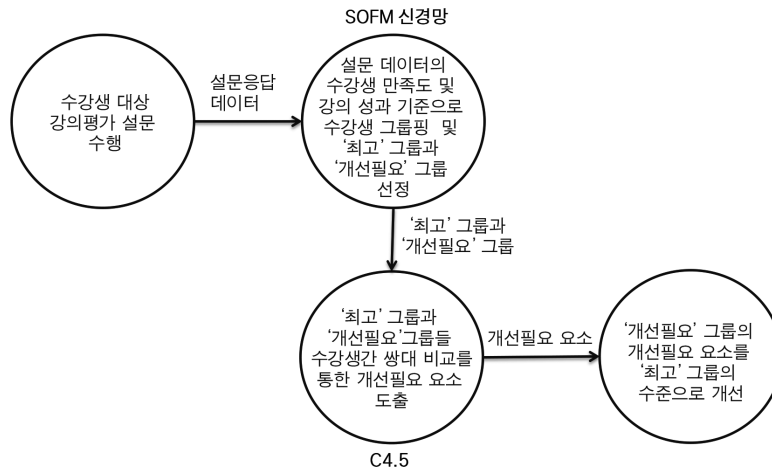 SOFM 신경망
수강생 대상
강의평가 설문
수행
설문응답
데이터
설문 데이터의
수강생 만족도 및
강의 성과 기준으로
수강생 그룹핑 및
‘최고’ 그룹과
‘개선필요’ 그룹
선정
‘최고’ 그룹과
‘개선필요’ 그룹
‘최고’ 그룹과
‘개선필요’그룹들
수강생간 쌍대 비교를
통한 개선필요 요소
도출
C4.5
개선필요 요소
‘개선필요’ 그룹의
개선필요 요소를
‘최고’ 그룹의
수준으로 개선